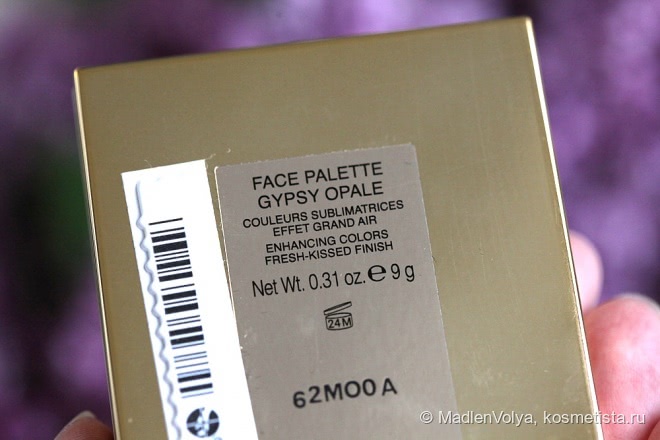 FACE PALETTE
GYPSY OPALE
COULEURS SUBLIMATRICES
EFFET GRAND AIR
ENHANCING COLORS
FRESH-KISSED FINISH
Net Wt. 0.31 oz. ℮ 9 g
24M
62MO0A
© MadlenVolya, kosmetista.ru